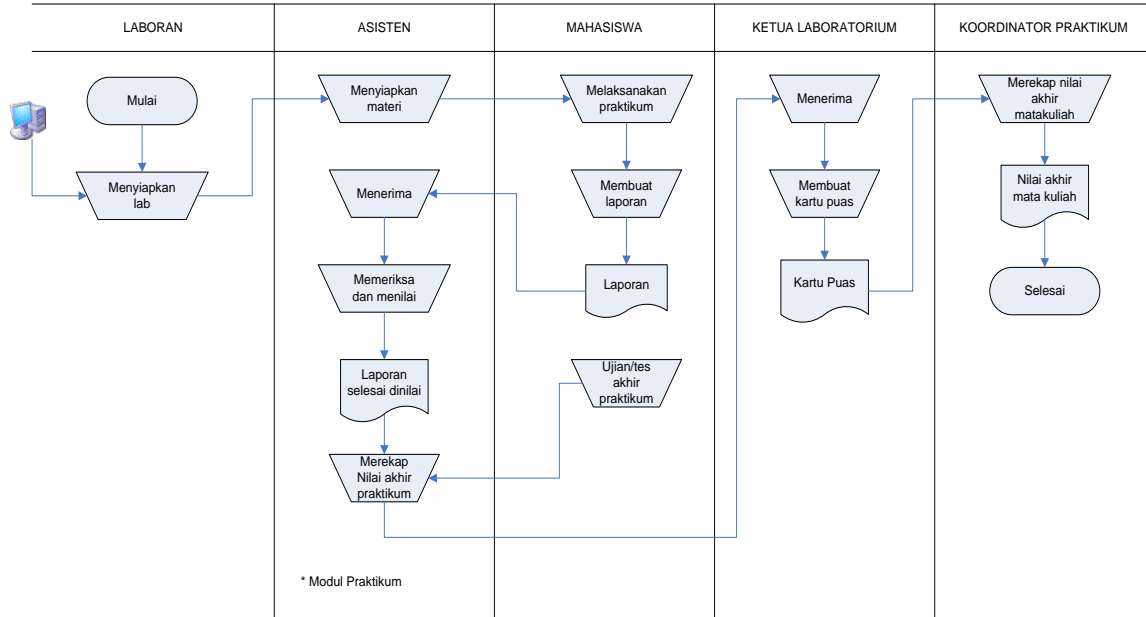 LABORAN
ASISTEN
MAHASISWA
KETUA LABORATORIUM
KOORDINATOR PRAKTIKUM
Mulai
Menyiapkan
lab
Menyiapkan
materi
Menerima
Memeriksa
dan menilai
Laporan
selesai dinilai
Merekap
Nilai akhir
praktikum
* Modul Praktikum
Melaksanakan
praktikum
Membuat
laporan
Laporan
Ujian/tes
akhir
praktikum
Menerima
Membuat
kartu puas
Kartu Puas
Merekap nilai
akhir
matakuliah
Nilai akhir
mata kuliah
Selesai